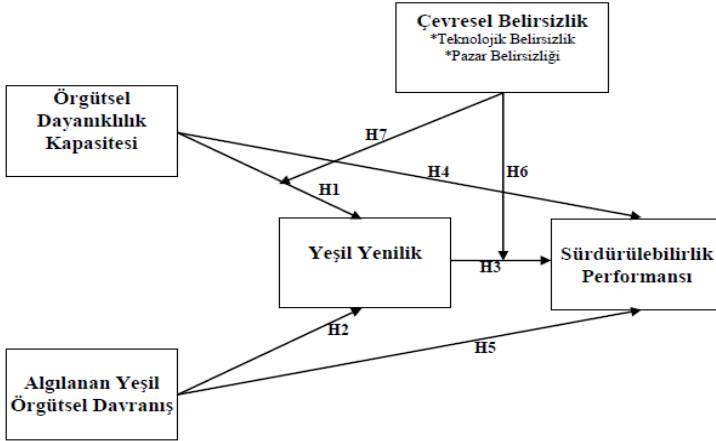 Çevresel Belirsizlik
*Teknolojik Belirsizlik
*Pazar Belirsizliği
Örgütsel
Dayanıklılık
Kapasitesi
H7
H4
H6
H1
Yeşil Yenilik
H3
Sürdürülebilirlik
Performansı
H2
H5
Algılanan Yeşil
Örgütsel Davranış